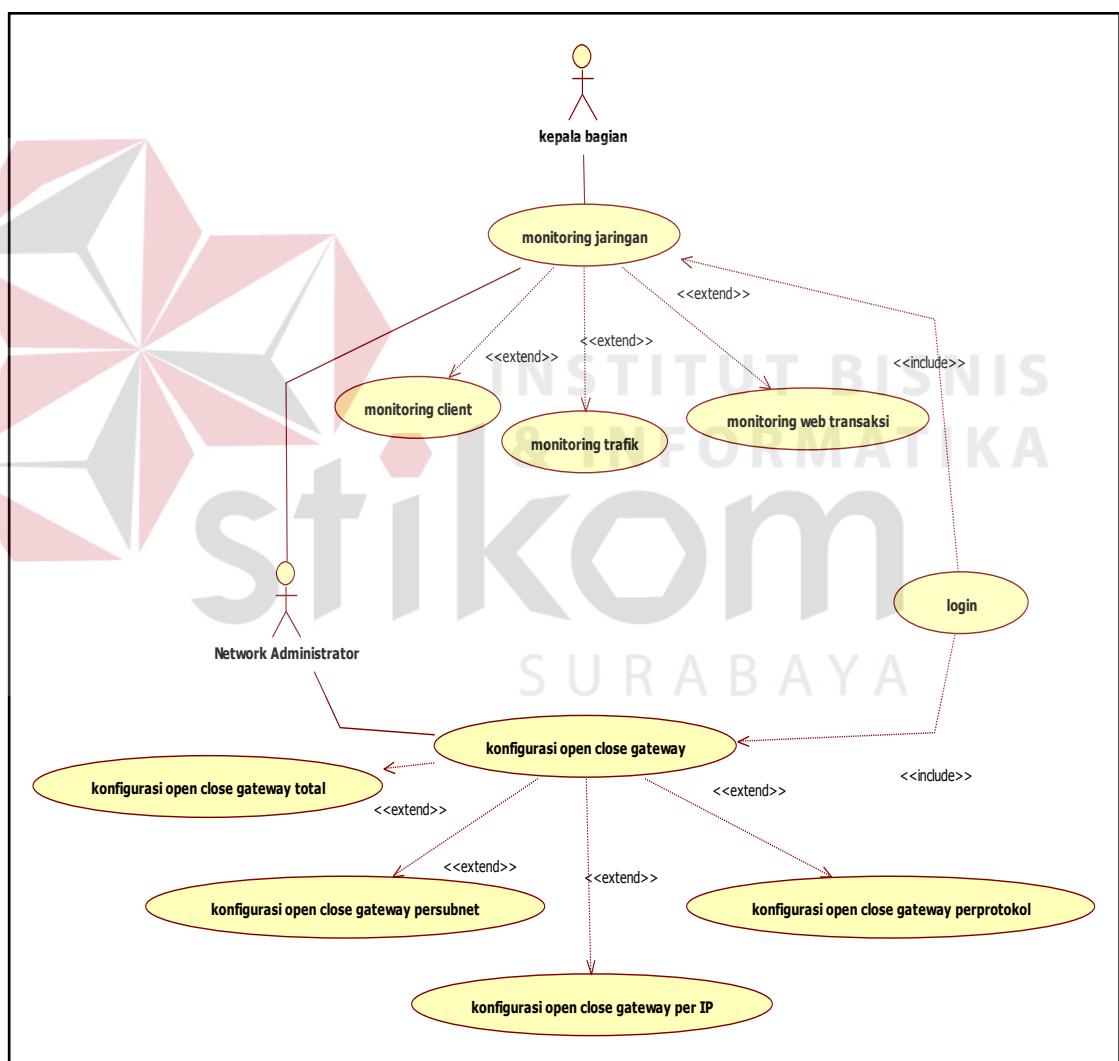 kepala bagian
monitoring jaringan
<<extend>>
<<extend>>
<<extend>>
<<include>>
monitoring client
monitoring trafik
monitoring web transaksi
INSTITUT BISNIS
& INFORMATIKA
stikom
SURABAYA
login
Network Administrator
konfigurasi open close gateway
<<include>>
konfigurasi open close gateway total
<<extend>>
<<extend>>
<<extend>>
<<extend>>
konfigurasi open close gateway persubnet
konfigurasi open close gateway perprotokol
konfigurasi open close gateway per IP